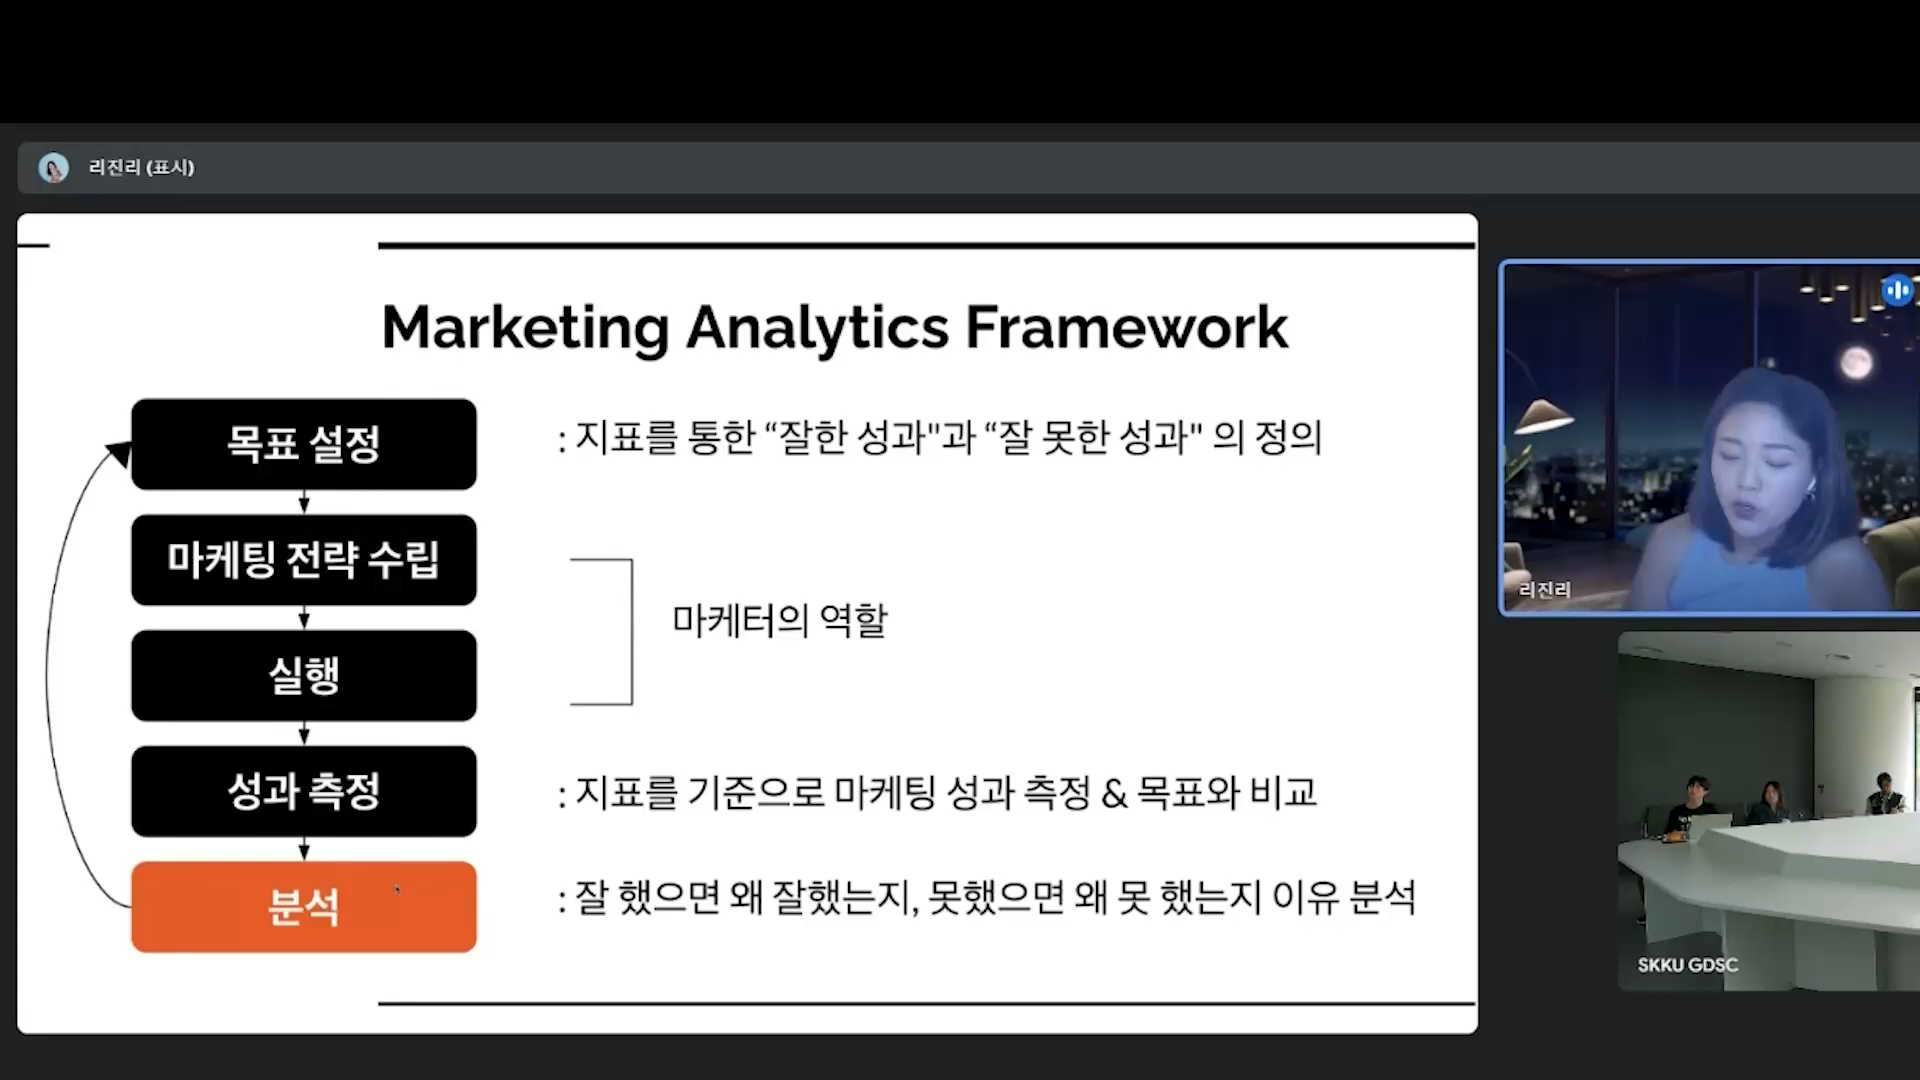 리진리 (표시)
Marketing Analytics Framework
목표 설정
: 지표를 통한 “잘한 성과"과 “잘 못한 성과" 의 정의
마케팅 전략 수립
마케터의 역할
실행
성과 측정
: 지표를 기준으로 마케팅 성과 측정 & 목표와 비교
분석
: 잘 했으면 왜 잘했는지, 못했으면 왜 못 했는지 이유 분석
리진리
SKKU GDSC